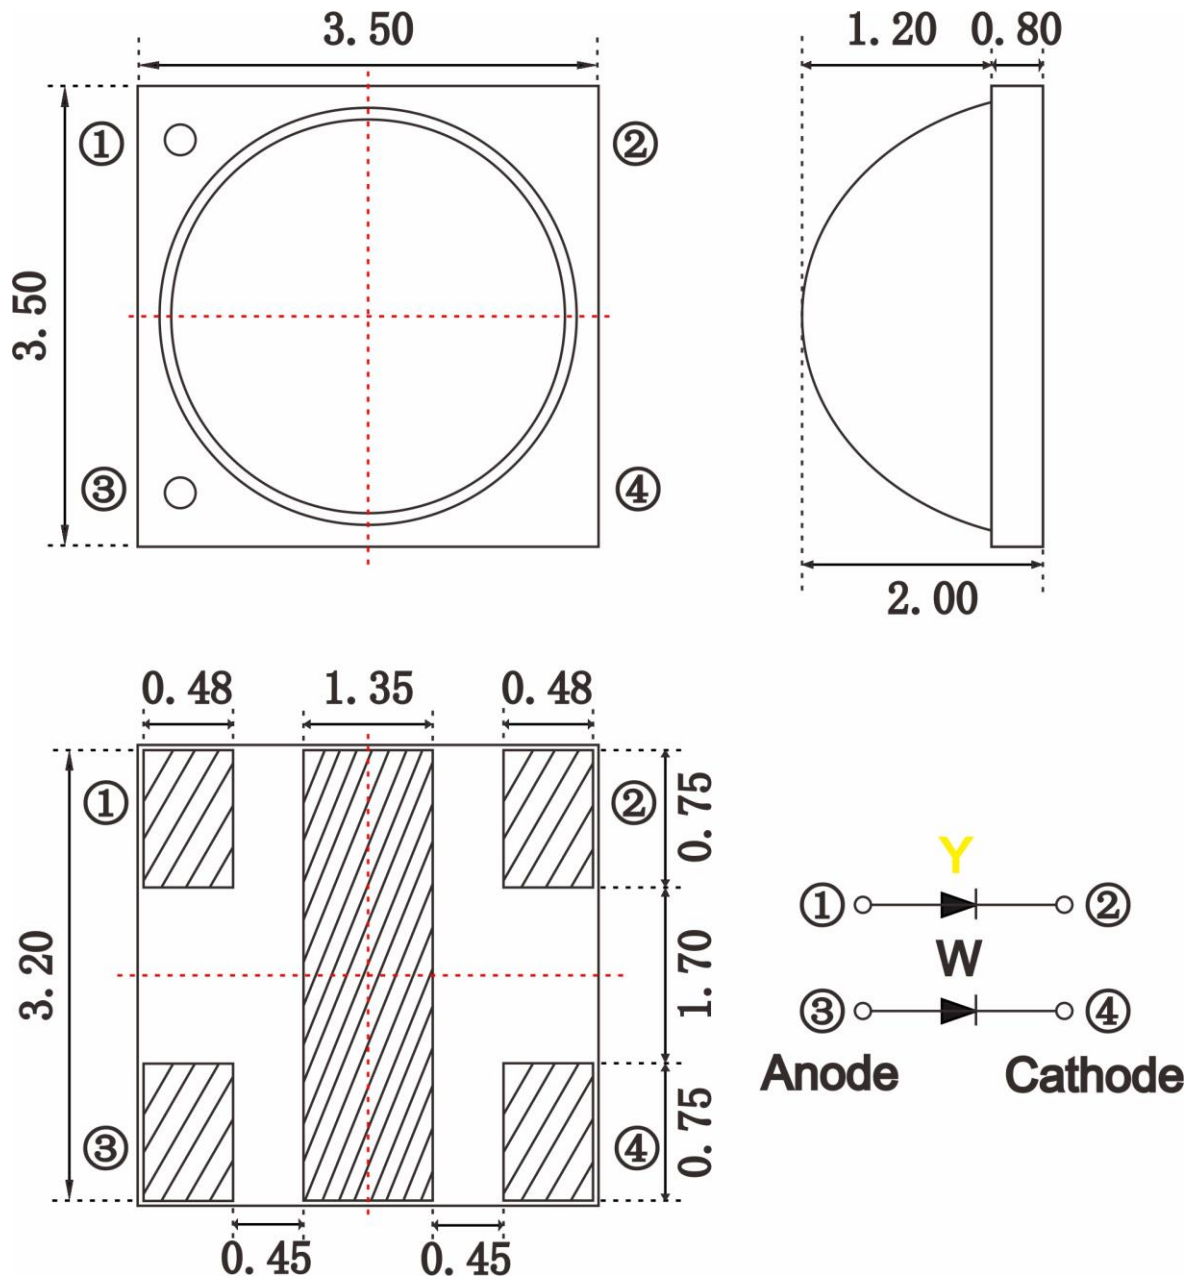 3. 50
1. 20 0. 80
① ②
3. 50
③ ④
2. 00
0. 48 1. 35 0. 48
① ②
0. 75
3. 20
1. 70
③ ④
0. 75
0. 45 0. 45
Y
① ②
W
③ ④
Anode Cathode